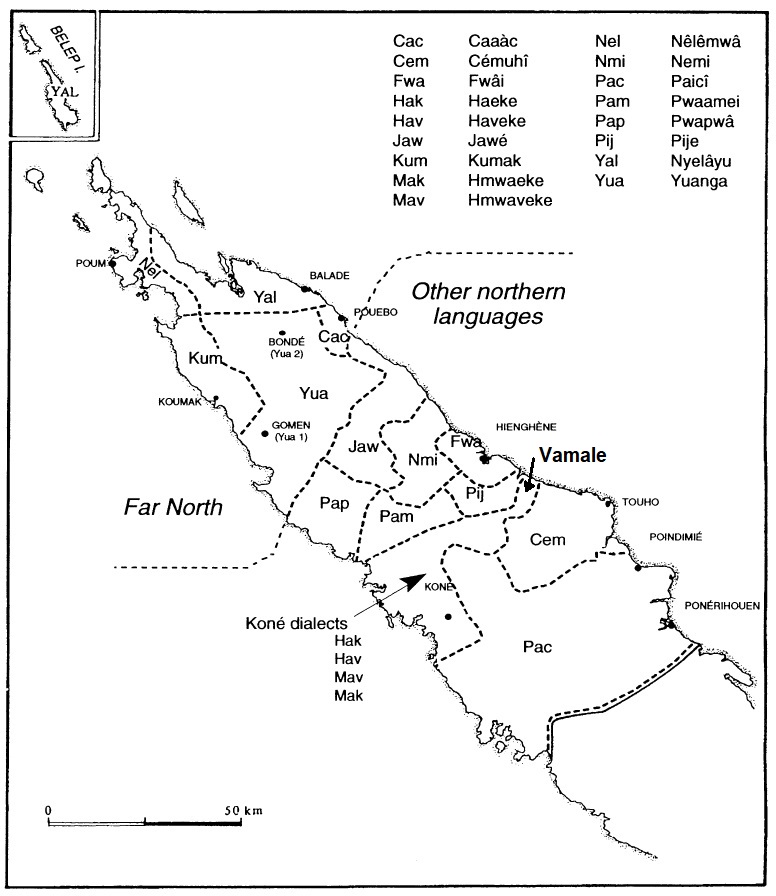 BELEP I.
YAL
Cac Caaàc Nel Nêlêmwâ
Cem Cémuhî Nmi Nemi
Fwa Fwâi Pac Paicî
Hak Haeke Pam Pwaamei
Hav Haveke Pap Pwapwâ
Jaw Jawé Pij Pije
Kum Kumak Yal Nyelâyu
Mak Hmwaeke Yua Yuanga
Mav Hmwaveke
POUM
Nel
BALADE
Yal
POUEBO
Other northern
languages
BONDÉ
(Yua 2)
Cac
Kum
Yua
KOUMAK
GOMEN
(Yua 1)
HIENGHÈNE
Jaw
Fwa
Nmi
Vamale
Pij
Far North
Pap
Pam
TOUHO
Cem
POINDIMIÉ
KONÉ
PONÉRIHOUEN
Koné dialects
Hak
Hav
Mav
Mak
Pac
0 50 km